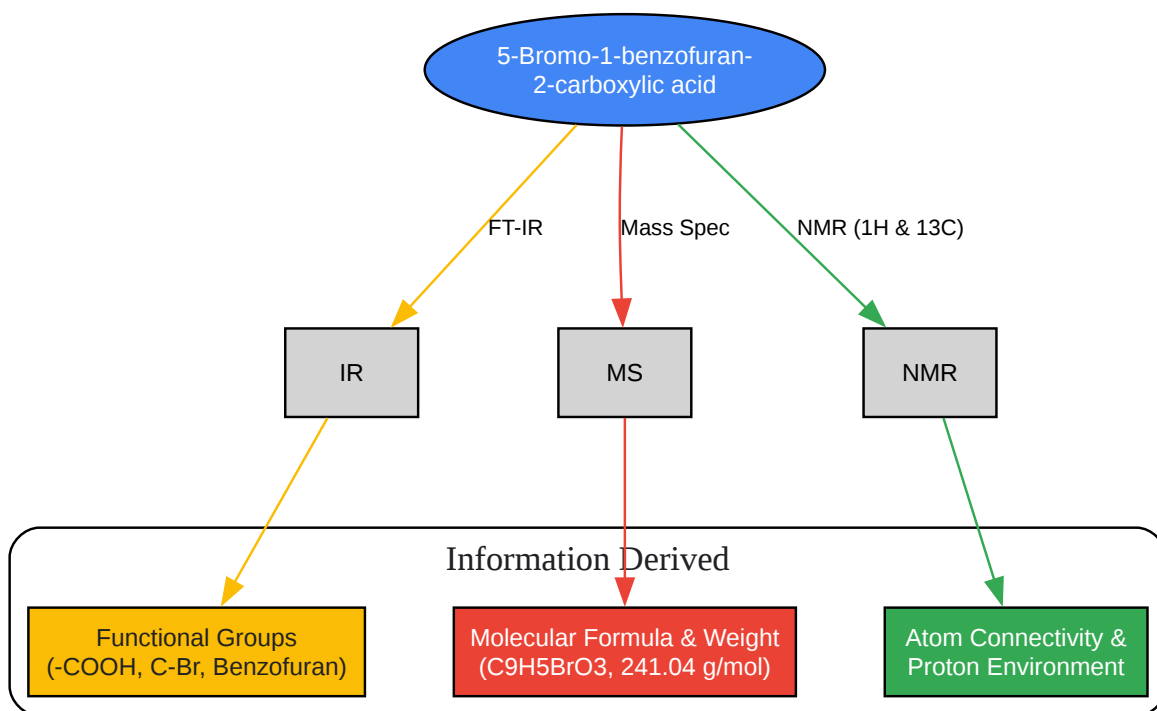 5-Bromo-1-benzofuran-
2-carboxylic acid
FT-IR
Mass Spec
NMR (1H & 13C)
IR
MS
NMR
Information Derived
Functional Groups
(-COOH, C-Br, Benzofuran)
Molecular Formula & Weight
(C9H5BrO3, 241.04 g/mol)
Atom Connectivity &
Proton Environment